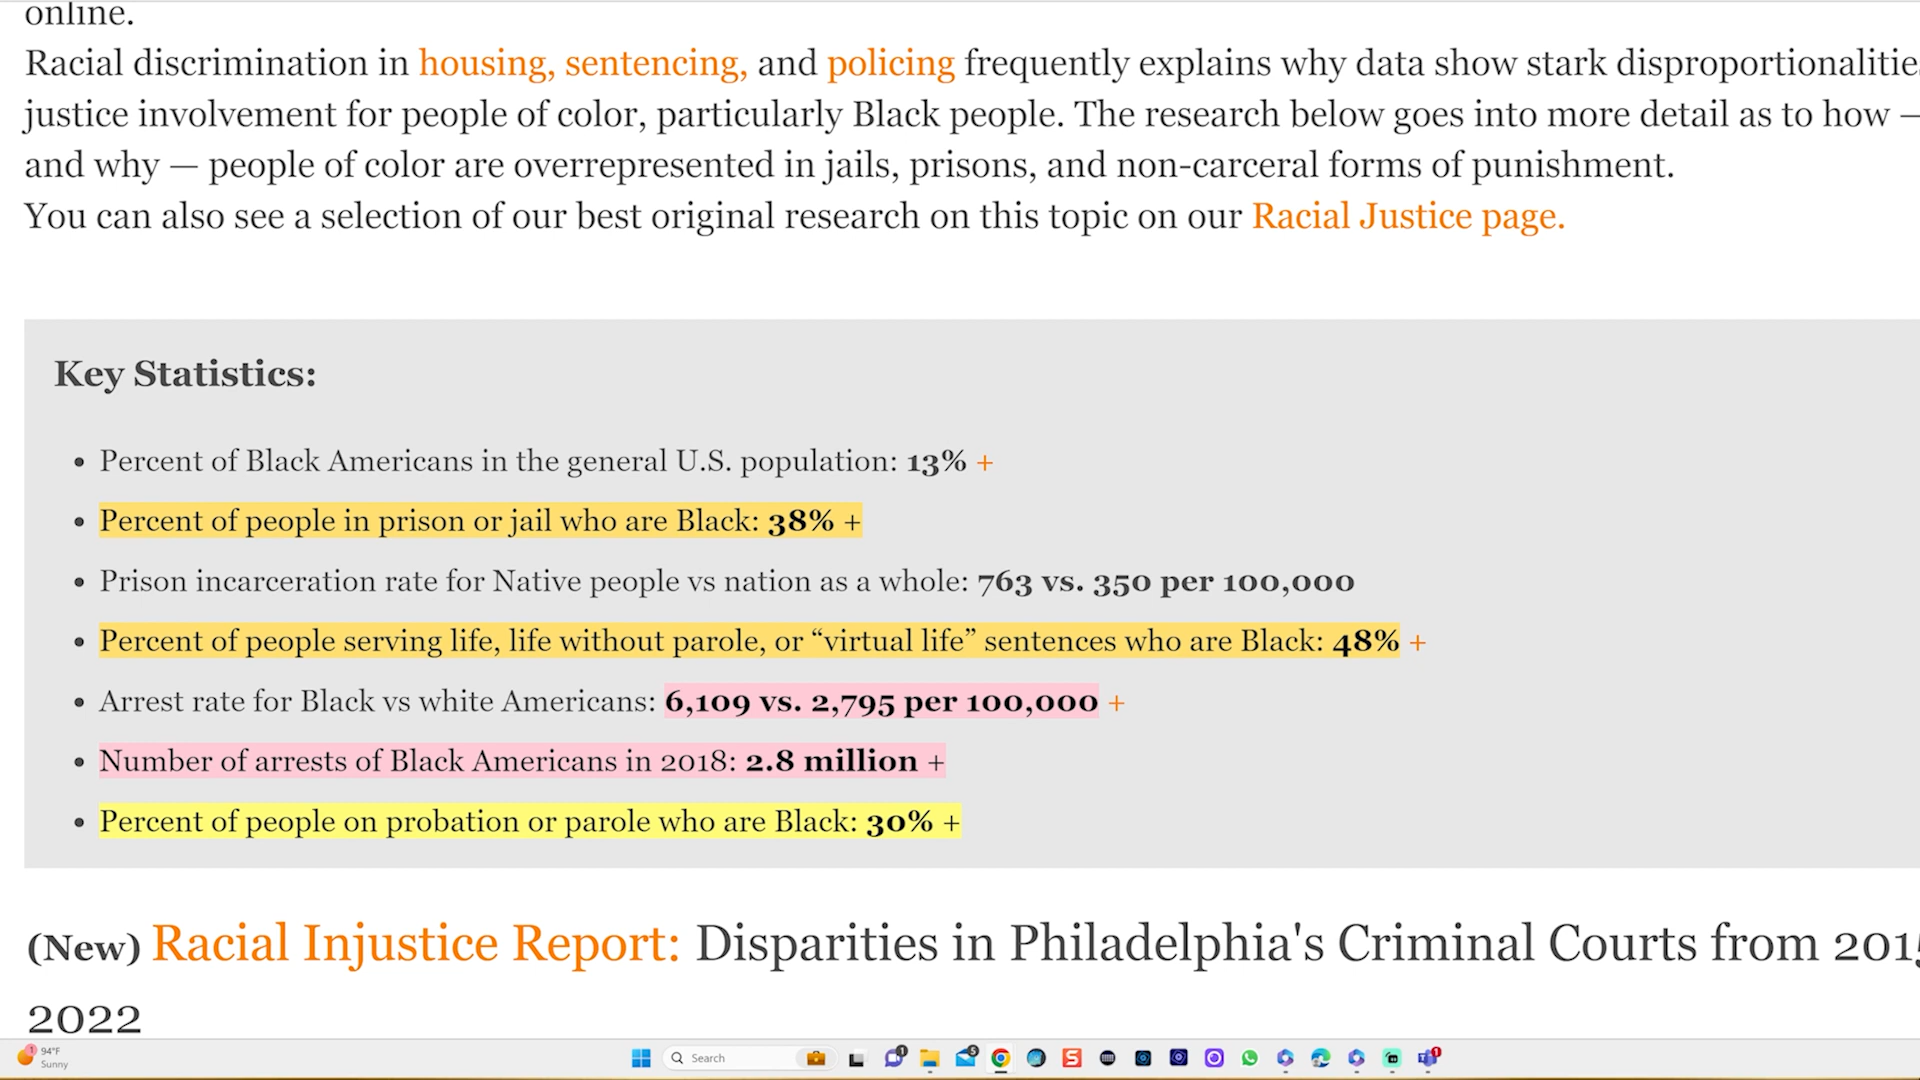 online.
Racial discrimination in housing, sentencing, and policing frequently explains why data show stark disproportionalitie
justice involvement for people of color, particularly Black people. The research below goes into more detail as to how —
and why — people of color are overrepresented in jails, prisons, and non-carceral forms of punishment.
You can also see a selection of our best original research on this topic on our Racial Justice page.
Key Statistics:
• Percent of Black Americans in the general U.S. population: 13% +
• Percent of people in prison or jail who are Black: 38% +
• Prison incarceration rate for Native people vs nation as a whole: 763 vs. 350 per 100,000
• Percent of people serving life, life without parole, or “virtual life” sentences who are Black: 48% +
• Arrest rate for Black vs white Americans: 6,109 vs. 2,795 per 100,000 +
• Number of arrests of Black Americans in 2018: 2.8 million +
• Percent of people on probation or parole who are Black: 30% +
(New) Racial Injustice Report: Disparities in Philadelphia's Criminal Courts from 2015
2022
1
94°F
Sunny
Search
1
5
S
1